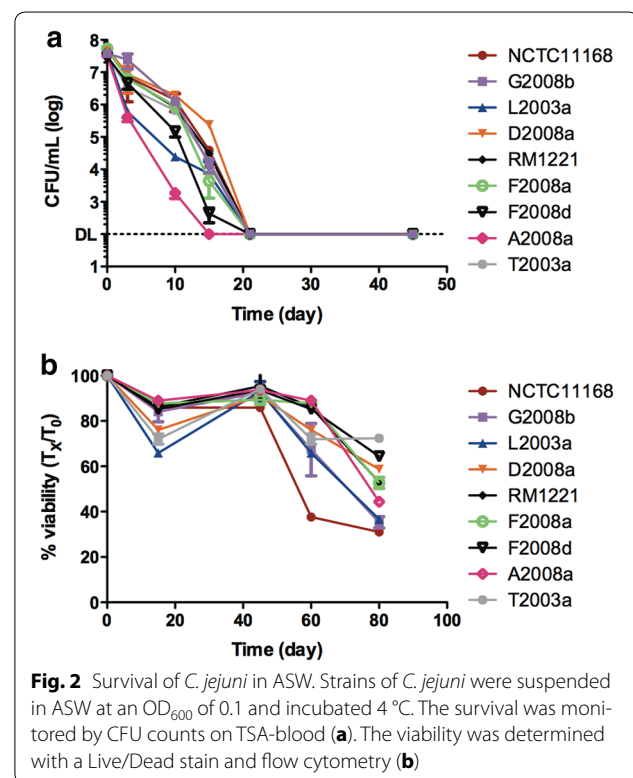 a
CFU/mL (log)
8
7
6
5
4
3
DL
1
0
10
20
30
40
50
Time (day)
NCTC11168
G2008b
L2003a
D2008a
RM1221
F2008a
F2008d
A2008a
T2003a
b
% viability (Tₓ/T₀)
100
80
60
40
20
0
0
20
40
60
80
100
Time (day)
NCTC11168
G2008b
L2003a
D2008a
RM1221
F2008a
F2008d
A2008a
T2003a
Fig. 2 Survival of C. jejuni in ASW. Strains of C. jejuni were suspended
in ASW at an OD₆₀₀ of 0.1 and incubated 4 °C. The survival was moni-
tored by CFU counts on TSA-blood (a). The viability was determined
with a Live/Dead stain and flow cytometry (b)